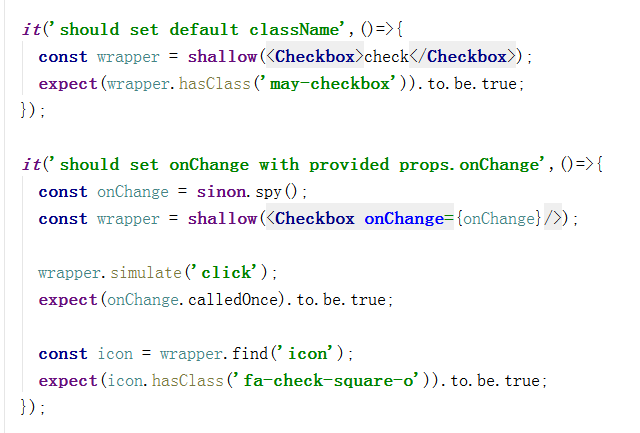 it('should set default className',()=>{
const wrapper = shallow(<Checkbox>check</Checkbox>);
expect(wrapper.hasClass('may-checkbox')).to.be.true;
});
it('should set onChange with provided props.onChange',()=>{
const onChange = sinon.spy();
const wrapper = shallow(<Checkbox onChange={onChange}/>);
wrapper.simulate('click');
expect(onChange.calledOnce).to.be.true;
const icon = wrapper.find('icon');
expect(icon.hasClass('fa-check-square-o')).to.be.true;
});